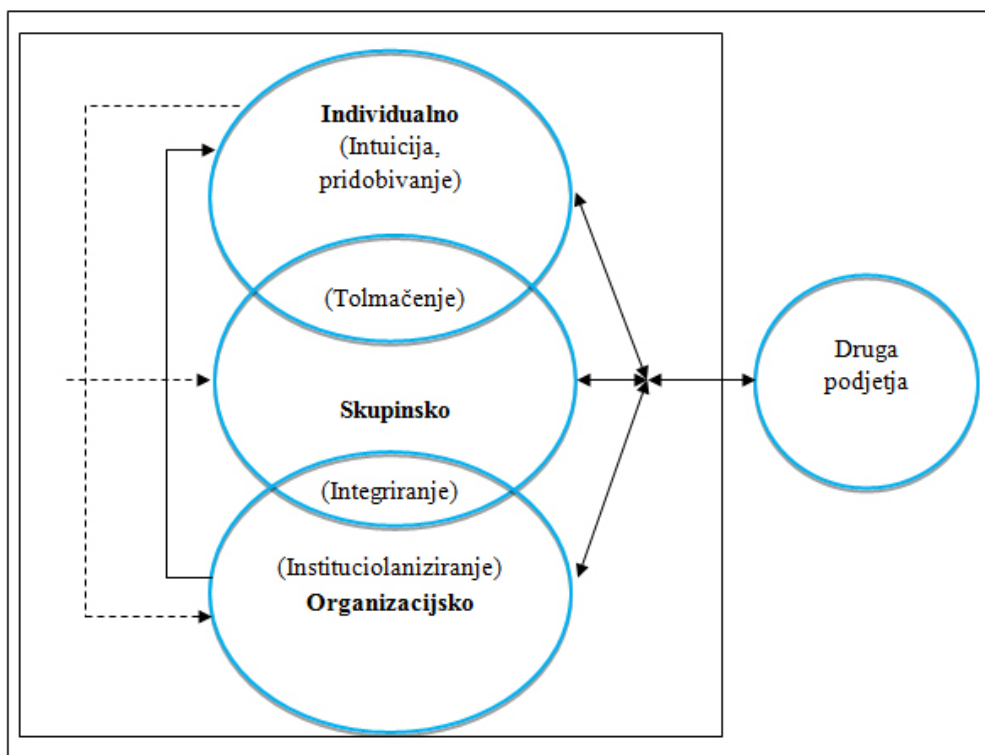 Individualno
(Intuicija,
pridobivanje)
(Tolmačenje)
Skupinsko
(Integriranje)
(Instituciolaniziranje)
Organizacijsko
Druga
podjetja